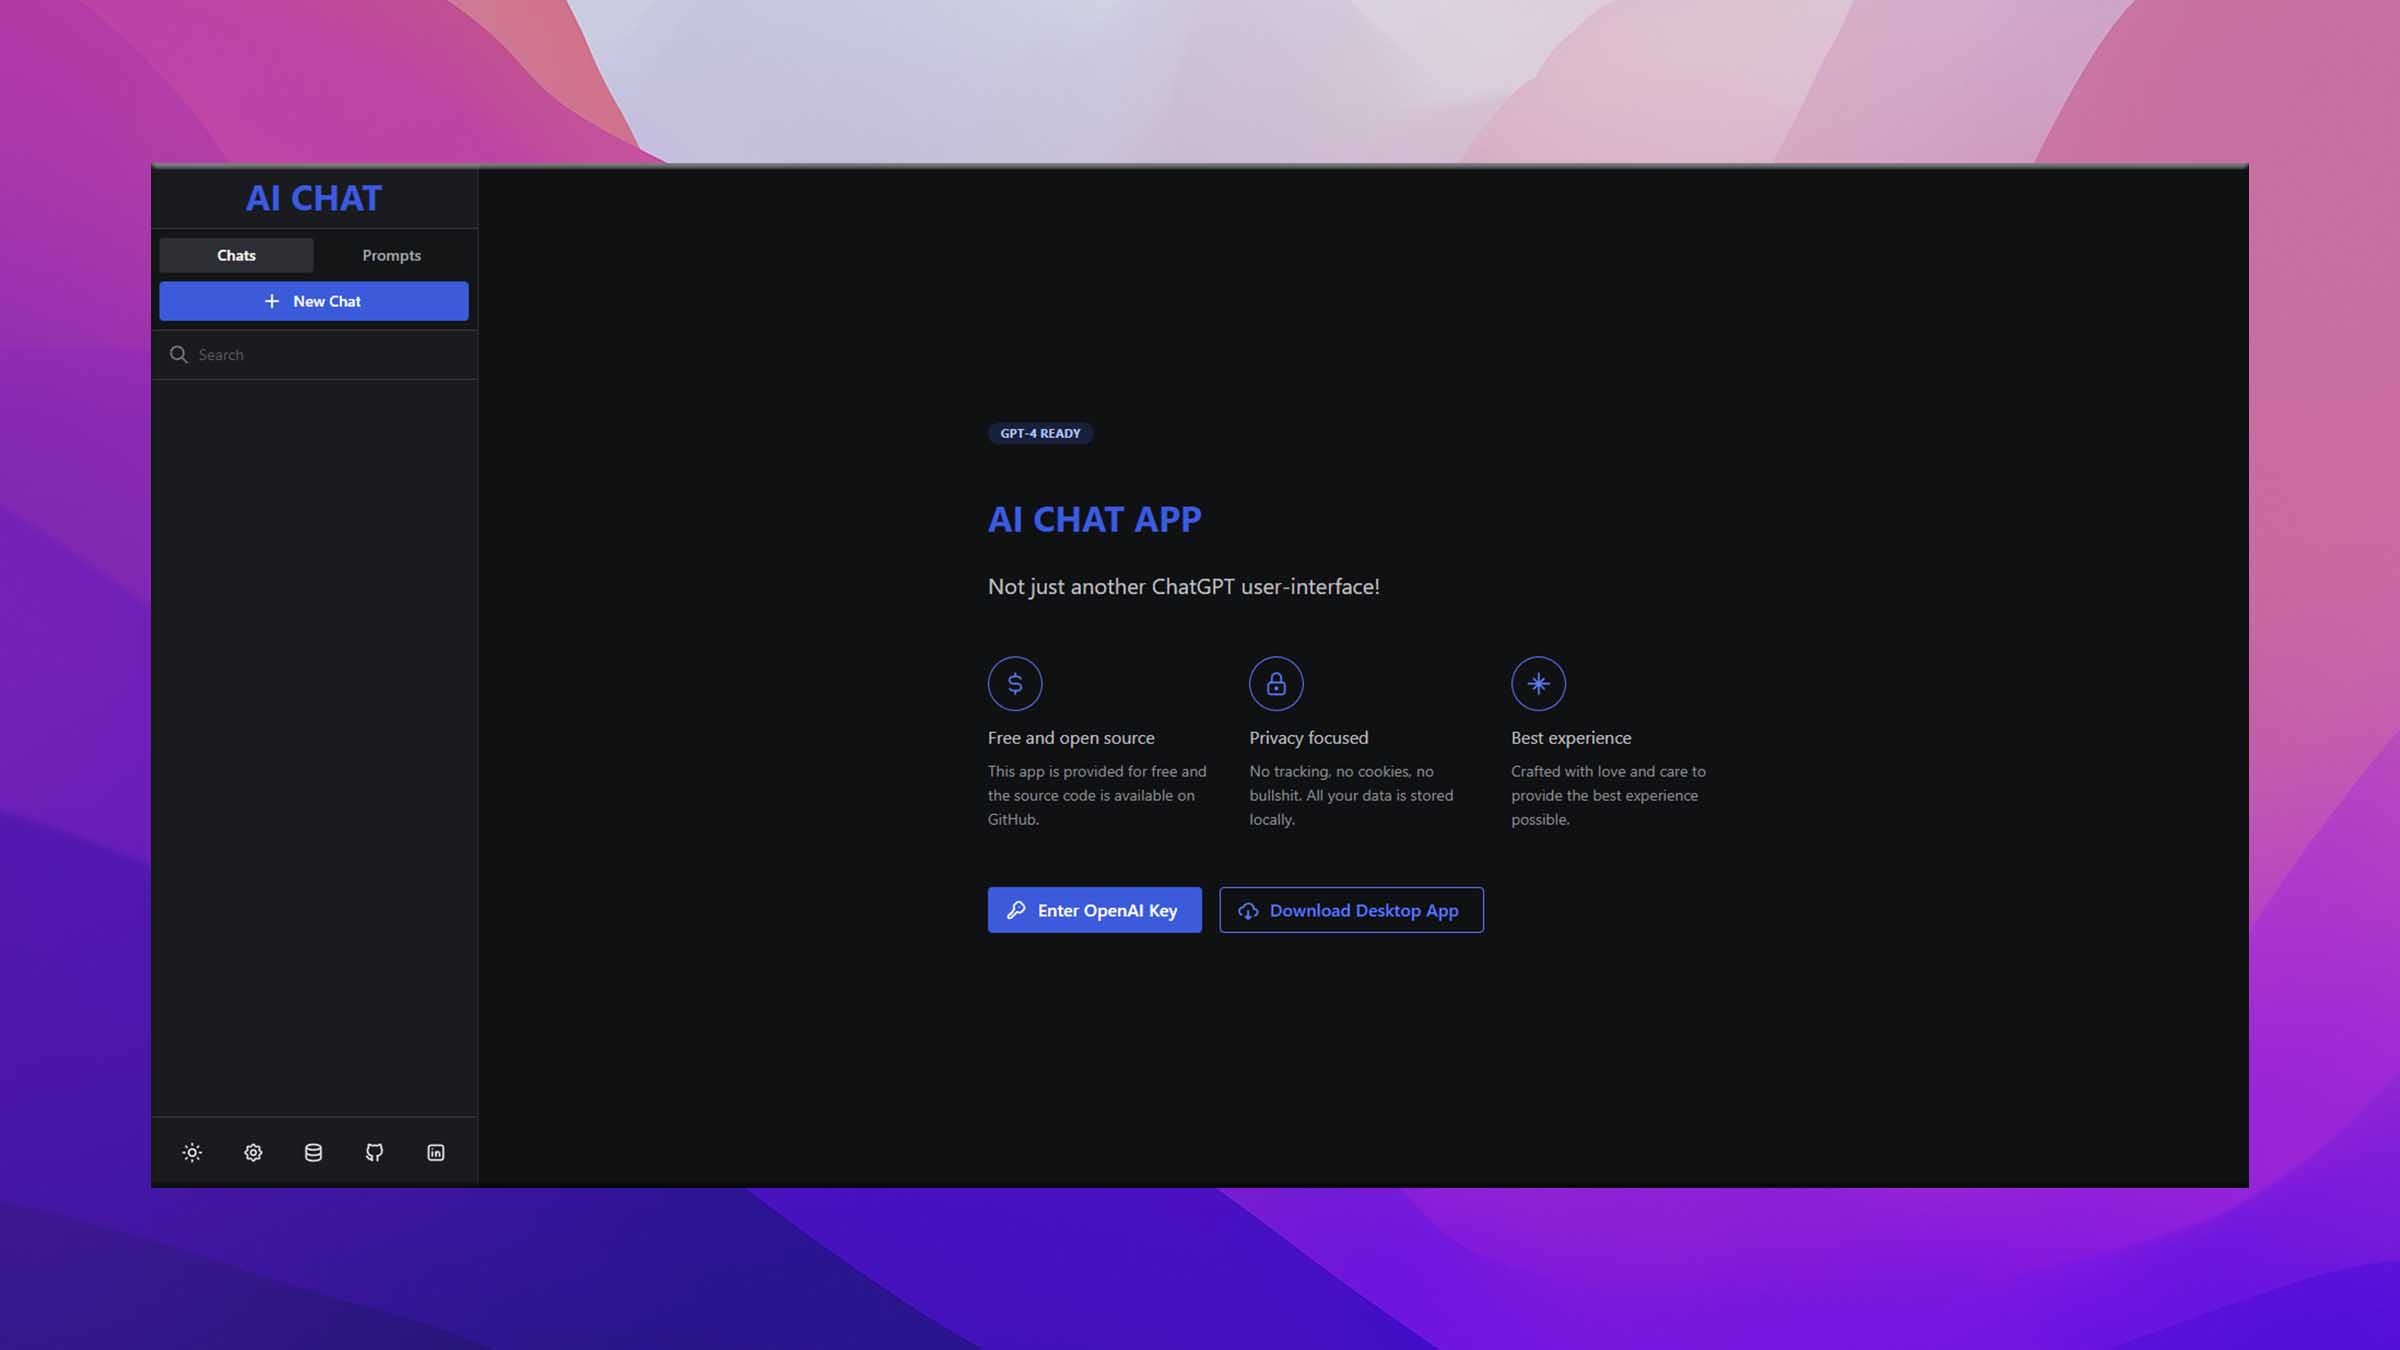 AI CHAT
Chats
Prompts
New Chat
Search
GPT-4 READY
AI CHAT APP
Not just another ChatGPT user-interface!
Free and open source
This app is provided for free and
the source code is available on
GitHub.
Privacy focused
No tracking, no cookies, no
bullshit. All your data is stored
locally.
Best experience
Crafted with love and care to
provide the best experience
possible.
Enter OpenAI Key
Download Desktop App
in